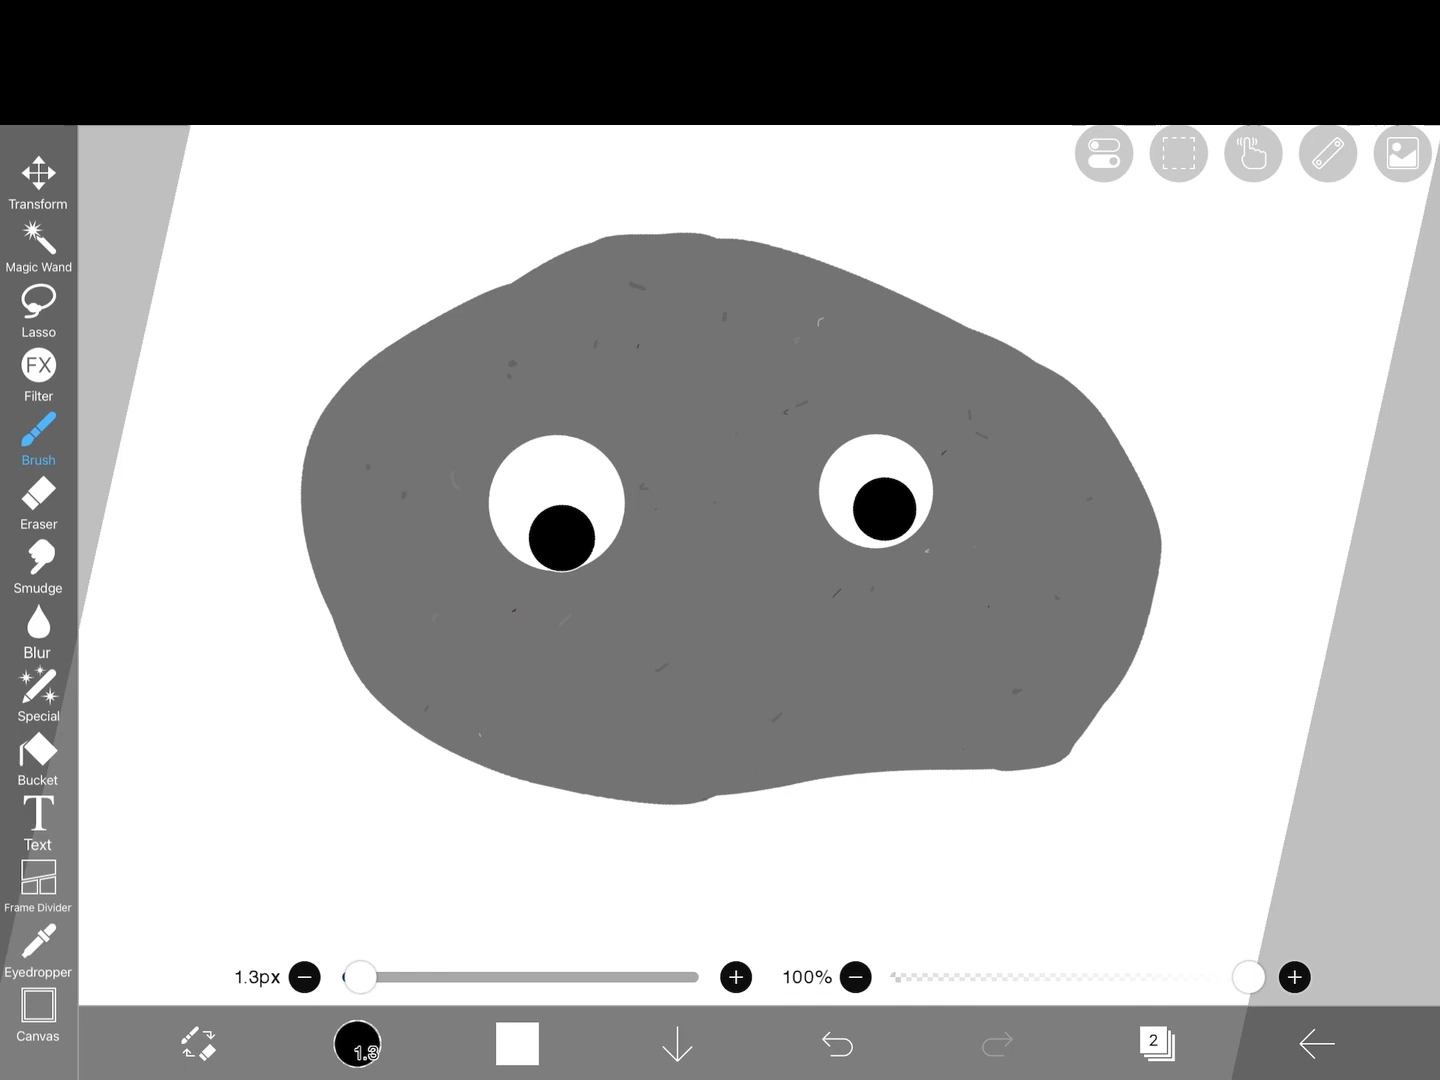 Transform
Magic Wand
Lasso
FX
Filter
Brush
Eraser
Smudge
Blur
Special
Bucket
T
Text
Frame Divider
Eyedropper
Canvas
1.3px
100%
1.3
2